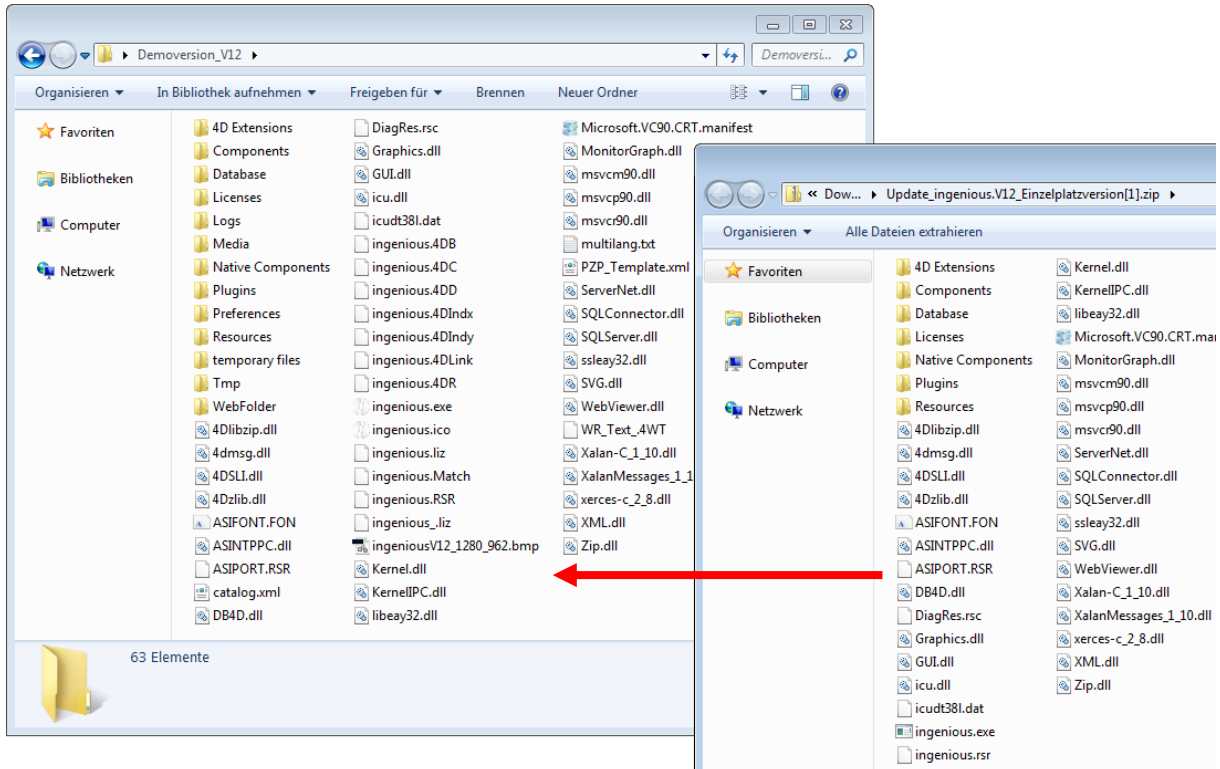 Demoversion_V12
Demoversi...
Organisieren
In Bibliothek aufnehmen
Freigeben für
Brennen
Neuer Ordner
Favoriten
Bibliotheken
Computer
Netzwerk
4D Extensions
Components
Database
Licenses
Logs
Media
Native Components
Plugins
Preferences
Resources
temporary files
Tmp
WebFolder
4Dlibzip.dll
4dmsg.dll
4DSLI.dll
4Dzlib.dll
ASIFONT.FON
ASINTPPC.dll
ASIPORT.RSR
catalog.xml
DB4D.dll
DiagRes.rsc
Graphics.dll
GUI.dll
icu.dll
icudt38l.dat
ingenious.4DB
ingenious.4DC
ingenious.4DD
ingenious.4DIndx
ingenious.4DIndy
ingenious.4DLink
ingenious.4DR
ingenious.exe
ingenious.ico
ingenious.liz
ingenious.Match
ingenious.RSR
ingenious_.liz
ingeniousV12_1280_962.bmp
Kernel.dll
KernelIPC.dll
libeay32.dll
Microsoft.VC90.CRT.manifest
MonitorGraph.dll
msvcm90.dll
msvcp90.dll
msvcr90.dll
multilang.txt
PZP_Template.xml
ServerNet.dll
SQLConnector.dll
SQLServer.dll
ssleay32.dll
SVG.dll
WebViewer.dll
WR_Text_.4WT
Xalan-C_1_10.dll
XalanMessages_1_1
xerces-c_2_8.dll
XML.dll
Zip.dll
63 Elemente
« Dow... Update_ingenious.V12_Einzelplatzversion[1].zip
Organisieren
Alle Dateien extrahieren
Favoriten
Bibliotheken
Computer
Netzwerk
4D Extensions
Components
Database
Licenses
Native Components
Plugins
Resources
4Dlibzip.dll
4dmsg.dll
4DSLI.dll
4Dzlib.dll
ASIFONT.FON
ASINTPPC.dll
ASIPORT.RSR
DB4D.dll
DiagRes.rsc
Graphics.dll
GUI.dll
icu.dll
icudt38l.dat
ingenious.exe
ingenious.rsr
Kernel.dll
KernelIPC.dll
libeay32.dll
Microsoft.VC90.CRT.mar
MonitorGraph.dll
msvcm90.dll
msvcp90.dll
msvcr90.dll
ServerNet.dll
SQLConnector.dll
SQLServer.dll
ssleay32.dll
SVG.dll
WebViewer.dll
Xalan-C_1_10.dll
XalanMessages_1_10.dll
xerces-c_2_8.dll
XML.dll
Zip.dll